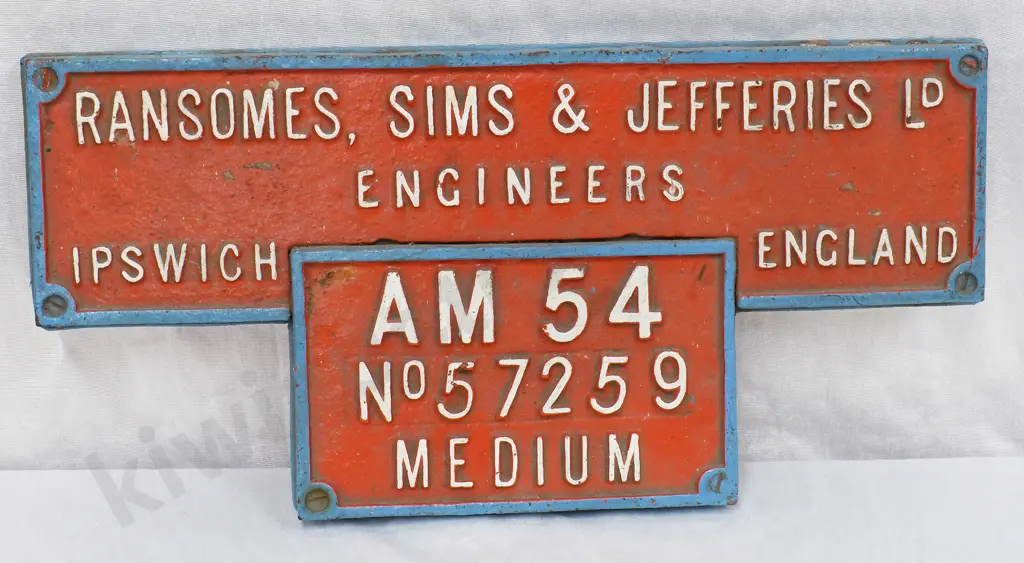 RANSOMES, SIMS & JEFFERIES LD
ENGINEERS
IPSWICH ENGLAND
AM 54
No 57259
MEDIUM